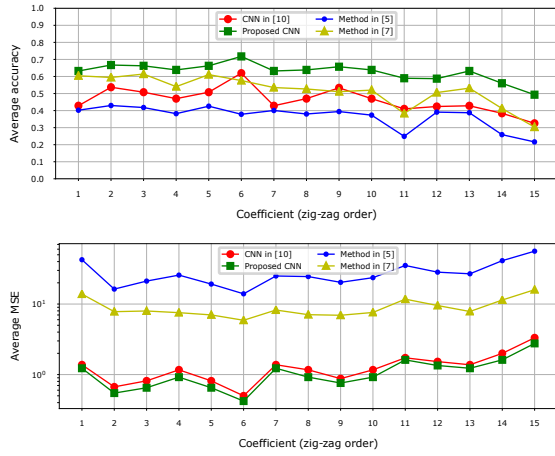 1.0
0.9
0.8
0.7
0.6
0.5
0.4
0.3
0.2
0.1
0.0
Average accuracy
CNN in [10]
Proposed CNN
Method in [5]
Method in [7]
1 2 3 4 5 6 7 8 9 10 11 12 13 14 15
Coefficient (zig-zag order)
10¹
10⁰
Average MSE
CNN in [10]
Proposed CNN
Method in [5]
Method in [7]
1 2 3 4 5 6 7 8 9 10 11 12 13 14 15
Coefficient (zig-zag order)